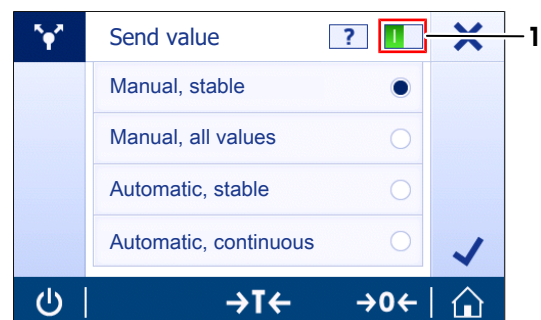 Send value ? I
1
Manual, stable
Manual, all values
Automatic, stable
Automatic, continuous
→T← →0←